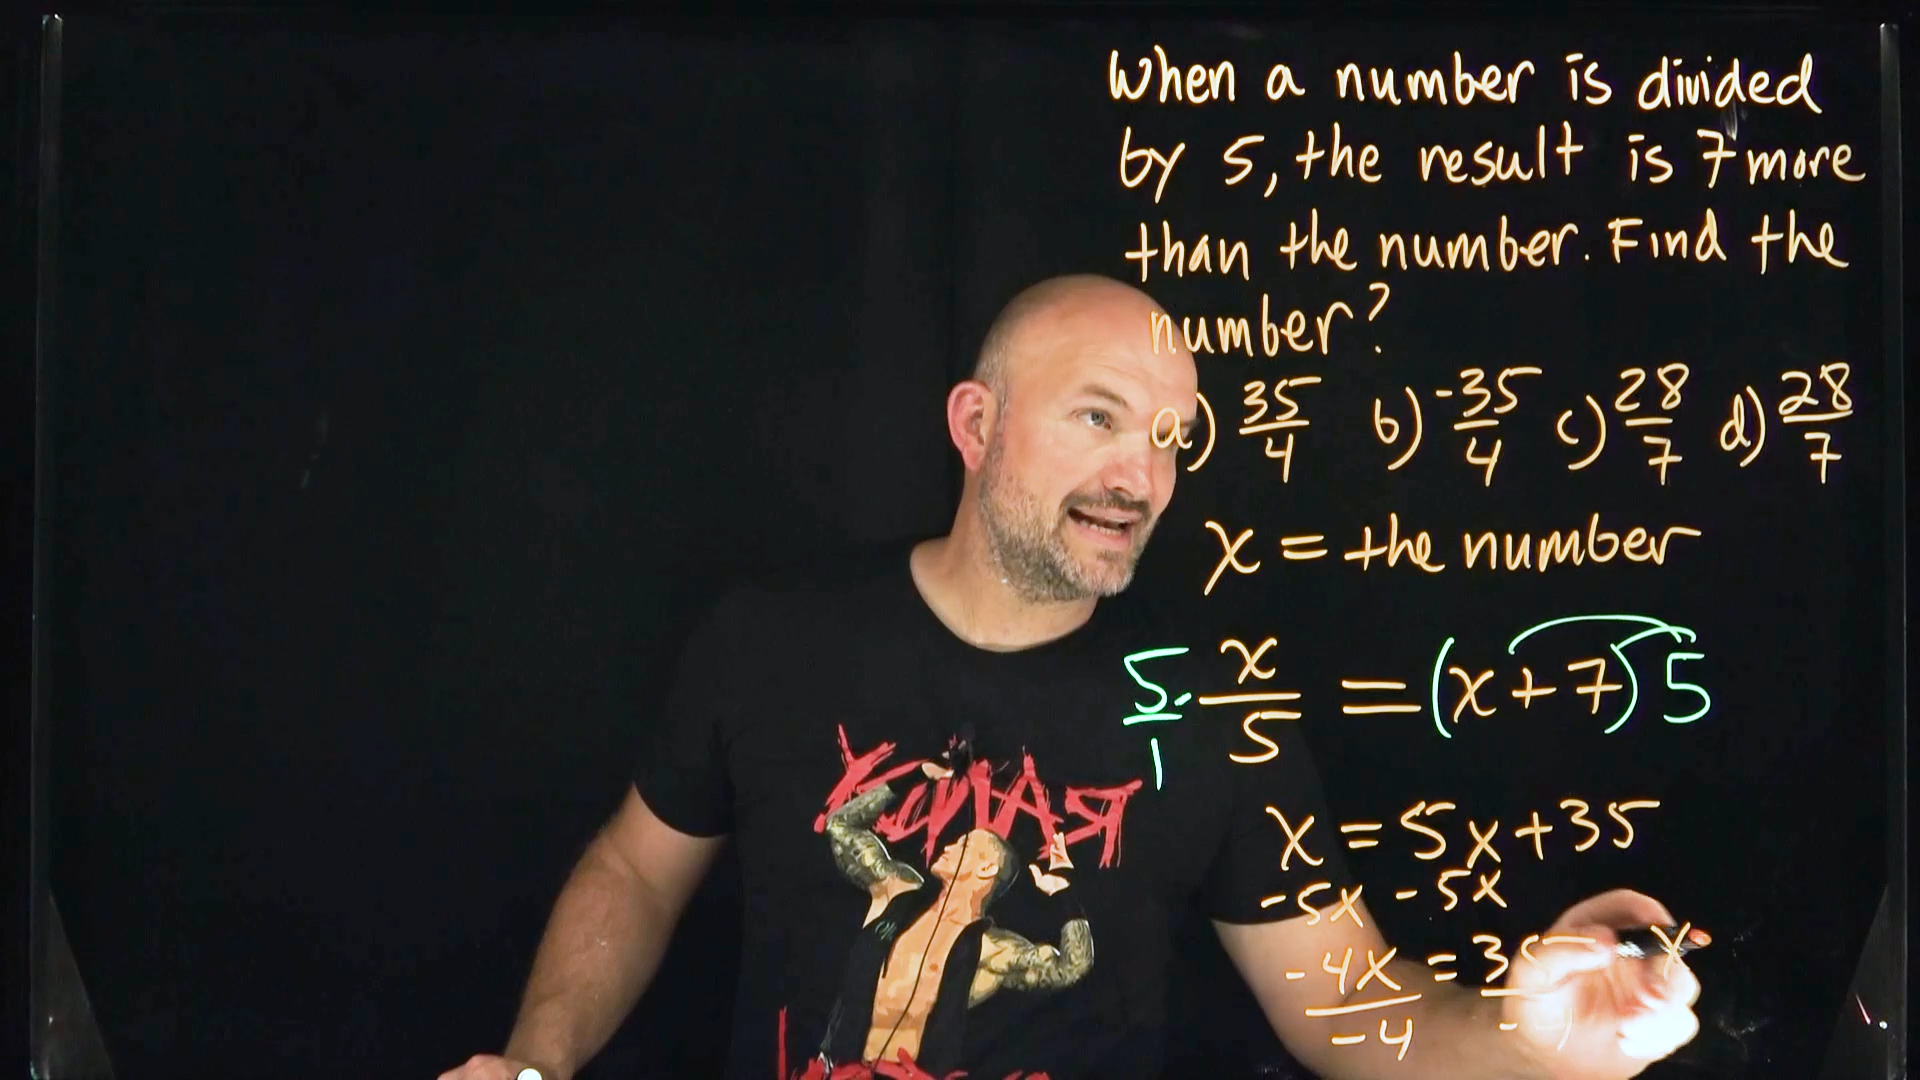 When a number is divided
by 5, the result is 7 more
than the number. Find the
number?
a) 35/4 b) -35/4 c) 28/7 d) 28/7
x = the number
5/1 · x/5 = (x+7)5
x = 5x+35
-5x -5x
-4x = 35 x
-4 -4